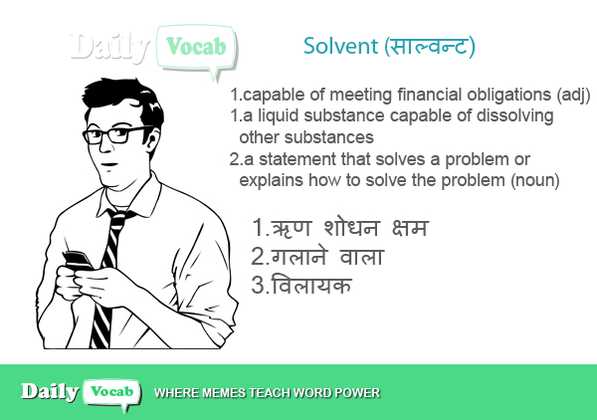 Daily Vocab
Solvent (साल्वन्ट)
1.capable of meeting financial obligations (adj)
1.a liquid substance capable of dissolving
other substances
2.a statement that solves a problem or
explains how to solve the problem (noun)
1.ऋण शोधन क्षम
2.गलाने वाला
3.विलायक
Daily Vocab WHERE MEMES TEACH WORD POWER